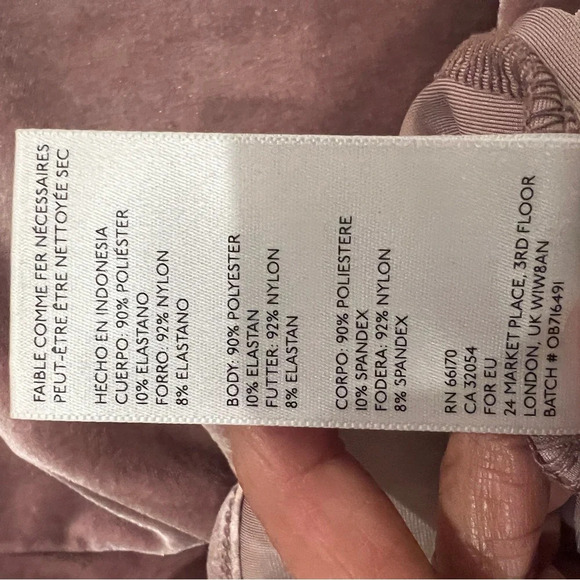 FAIBLE COMME FER NÉCESSAIRES
PEUT-ÊTRE ÊTRE NETTOYÉE SEC
HECHO EN INDONESIA
CUERPO: 90% POLIÉSTER
10% ELASTANO
FORRO: 92% NYLON
8% ELASTANO
BODY: 90% POLYESTER
10% ELASTAN
FUTTER: 92% NYLON
8% ELASTAN
CORPO: 90% POLIESTERE
10% SPANDEX
FODERA: 92% NYLON
8% SPANDEX
RN 66170
CA 32054
FOR EU
24 MARKET PLACE, 3RD FLOOR
LONDON, UK W1W8AN
BATCH # OB716491